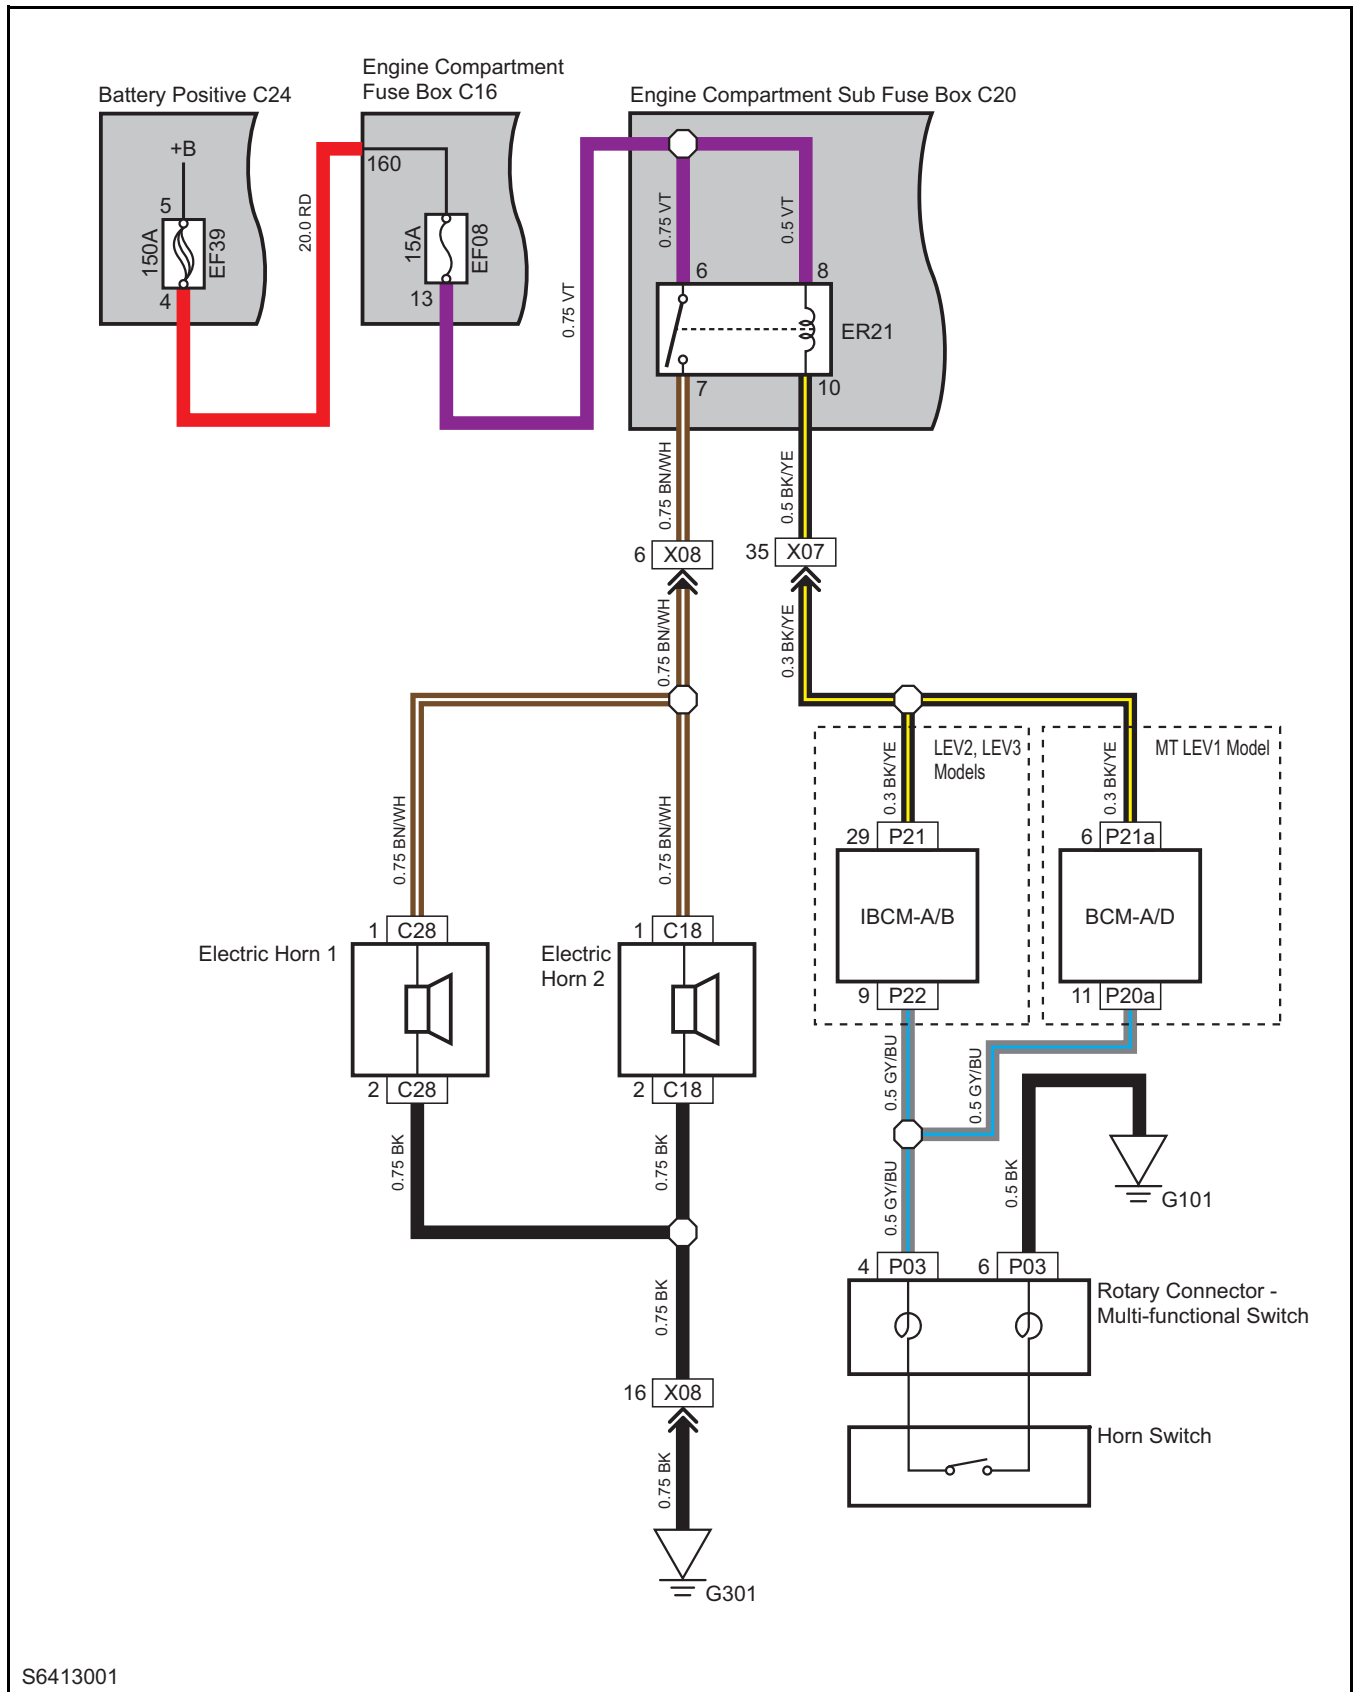 Engine Compartment
Fuse Box C16
Battery Positive C24
Engine Compartment Sub Fuse Box C20
+B
160
5
150A
EF39
4
20.0 RD
15A
EF08
13
0.75 VT
0.75 VT
0.5 VT
6
8
ER21
7
10
0.75 BN/WH
0.5 BK/YE
6 X08
35 X07
0.75 BN/WH
0.3 BK/YE
LEV2, LEV3
Models
MT LEV1 Model
0.3 BK/YE
0.3 BK/YE
0.75 BN/WH
0.75 BN/WH
29 P21
6 P21a
IBCM-A/B
BCM-A/D
1 C28
1 C18
Electric Horn 1
Electric
Horn 2
9 P22
11 P20a
2 C28
2 C18
0.5 GY/BU
0.5 GY/BU
0.75 BK
0.75 BK
0.5 GY/BU
0.5 BK
G101
4 P03
6 P03
Rotary Connector -
Multi-functional Switch
0.75 BK
16 X08
Horn Switch
0.75 BK
G301
S6413001